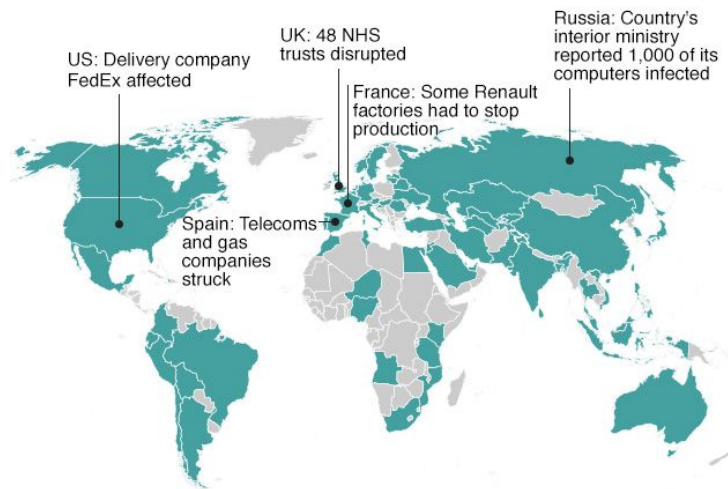 US: Delivery company
FedEx affected
UK: 48 NHS
trusts disrupted
Russia: Country's
interior ministry
reported 1,000 of its
computers infected
France: Some Renault
factories had to stop
production
Spain: Telecoms
and gas
companies
struck